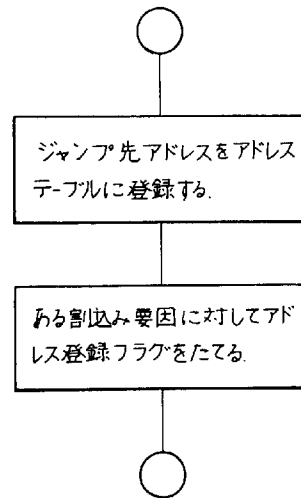 ジャンプ先アドレスをアドレス
テーブルに登録する.
ある割込み要因に対してアド
レス登録フラグをたてる.